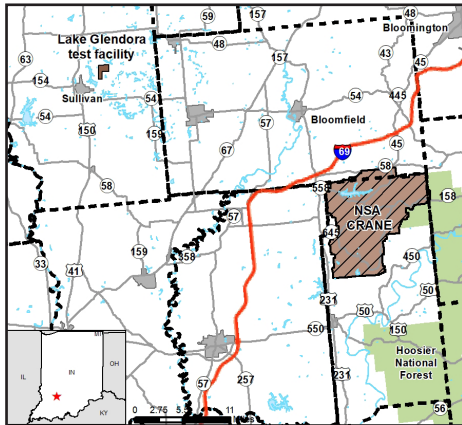 59
157
48
Bloomington
Lake Glendora
test facility
48
43
63
157
45
154
Sullivan
54
445
54
54
150
159
57
Bloomfield
45
67
69
58
58
558
158
NSA
CRANE
57
645
33
41
159
358
450
231
50
50
550
150
Hoosier
National
Forest
231
57
257
56
MI
IL
IN
OH
KY
0 2.75 5.5 11
Miles